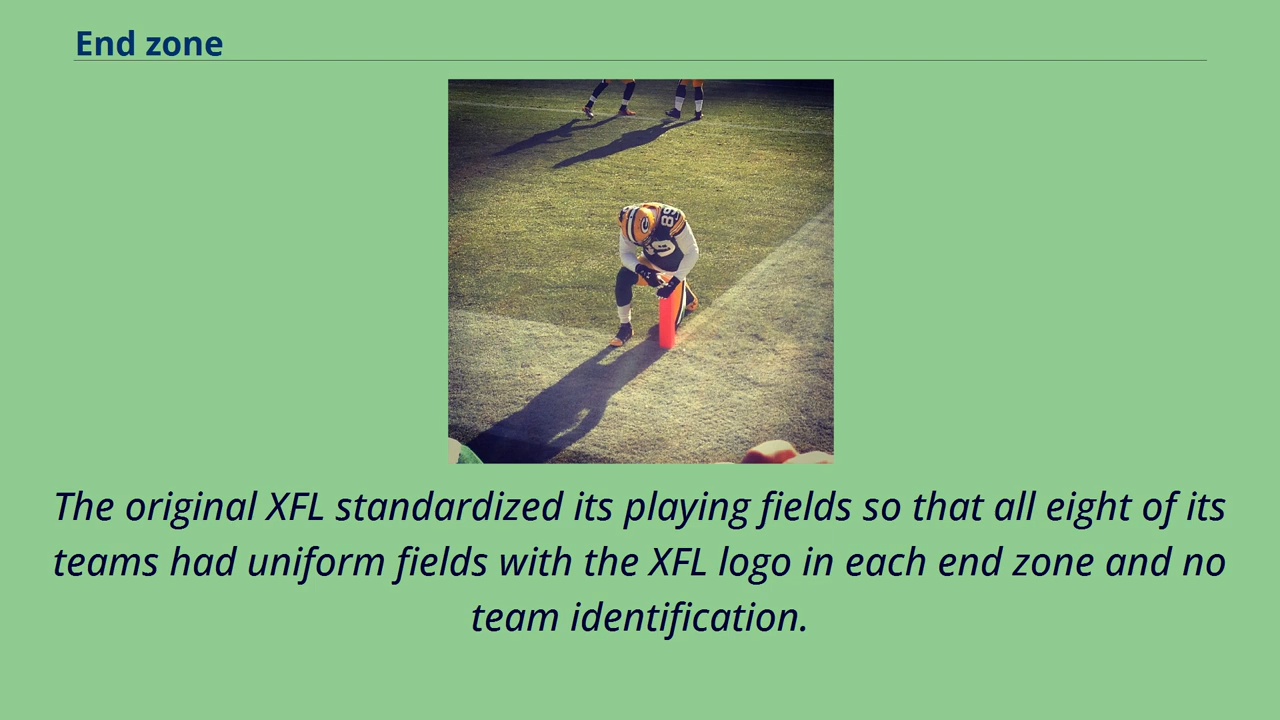 End zone
89
G
The original XFL standardized its playing fields so that all eight of its
teams had uniform fields with the XFL logo in each end zone and no
team identification.